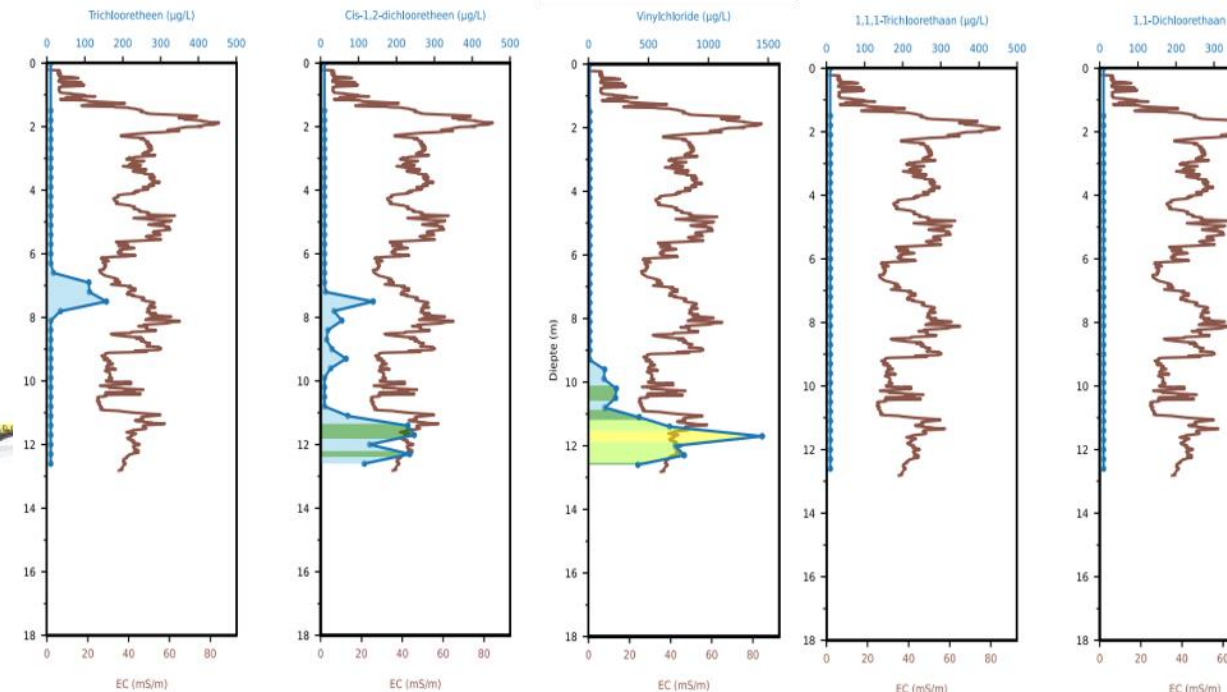 Trichlooretheen (µg/L)
0 100 200 300 400 500
0
2
4
6
8
10
12
14
16
18
0 20 40 60 80
EC (mS/m)
Cis-1,2-dichlooretheen (µg/L)
0 100 200 300 400 500
0
2
4
6
8
10
12
14
16
18
0 20 40 60 80
EC (mS/m)
Vinylchloride (µg/L)
0 500 1000 1500
Diepte (m)
0
2
4
6
8
10
12
14
16
18
0 20 40 60 80
EC (mS/m)
1,1,1-Trichloorethaan (µg/L)
0 100 200 300 400 500
0
2
4
6
8
10
12
14
16
18
0 20 40 60 80
EC (mS/m)
1,1-Dichloorethaan
0 100 200 300
0
2
4
6
8
10
12
14
16
18
0 20 40
EC (mS/m)